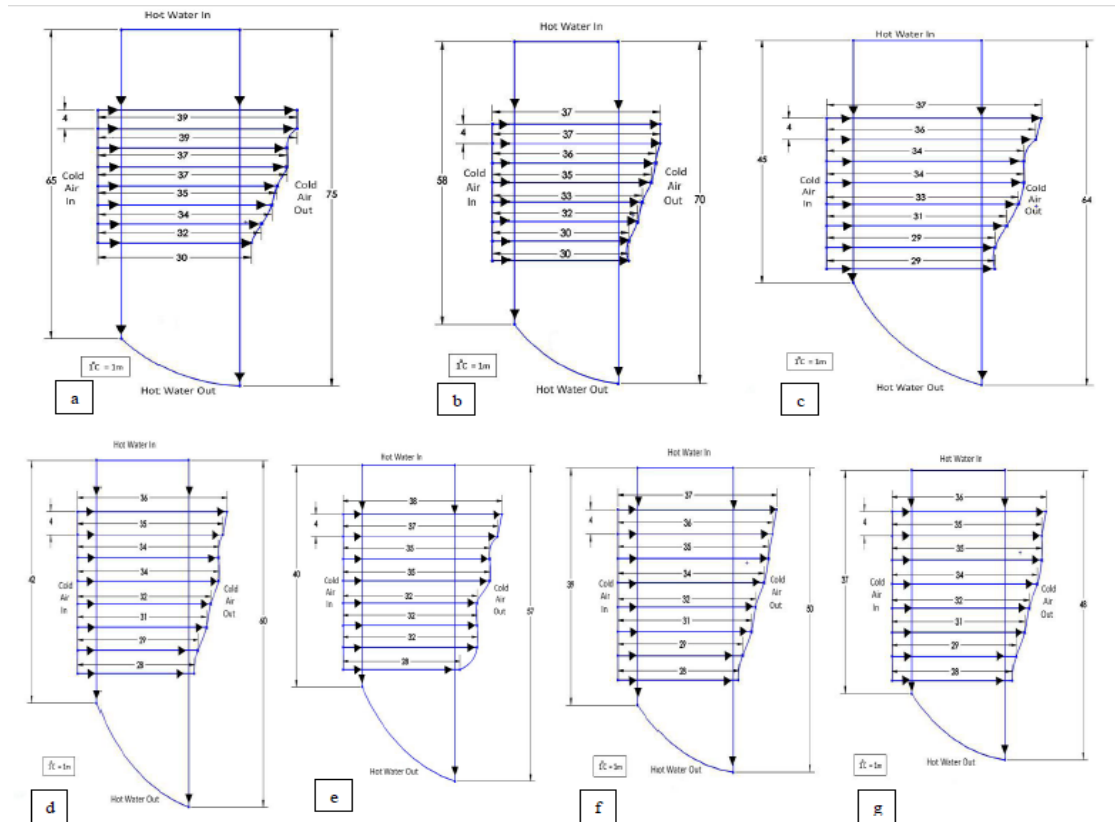 Hot Water In
39
4
39
37
37
65
Cold
Air
In
35
Cold
Air
Out
75
34
32
30
1°C = 1m
Hot Water Out
a
Hot Water In
37
4
37
36
58
Cold
Air
In
35
Cold
Air
Out
70
33
32
30
30
1°C = 1m
Hot Water Out
b
Hot Water In
37
4
36
34
45
Cold
Air
In
34
Cold
Air
Out
64
33
31
29
29
1°C = 1m
Hot Water Out
c
Hot Water In
36
4
35
34
34
42
Cold
Air
In
32
Cold
Air
Out
60
31
29
28
1°C = 1m
Hot Water Out
d
Hot Water In
38
4
37
35
35
40
Cold
Air
In
32
Cold
Air
Out
57
32
32
28
Hot Water Out
e
Hot Water In
37
4
36
35
34
Cold
Air
In
32
Cold
Air
Out
50
31
29
28
1°C = 1m
Hot Water Out
f
Hot Water In
36
4
35
35
34
37
Cold
Air
In
32
Cold
Air
Out
48
31
29
28
1°C = 1m
Hot Water Out
g